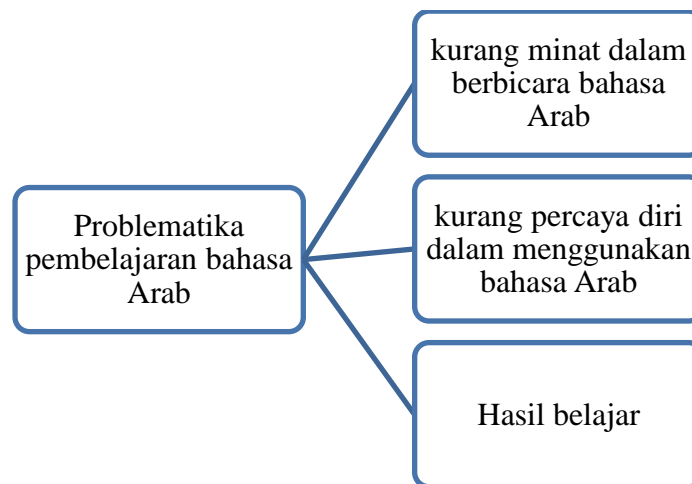 kurang minat dalam
berbicara bahasa
Arab
Problematika
pembelajaran bahasa
Arab
kurang percaya diri
dalam menggunakan
bahasa Arab
Hasil belajar